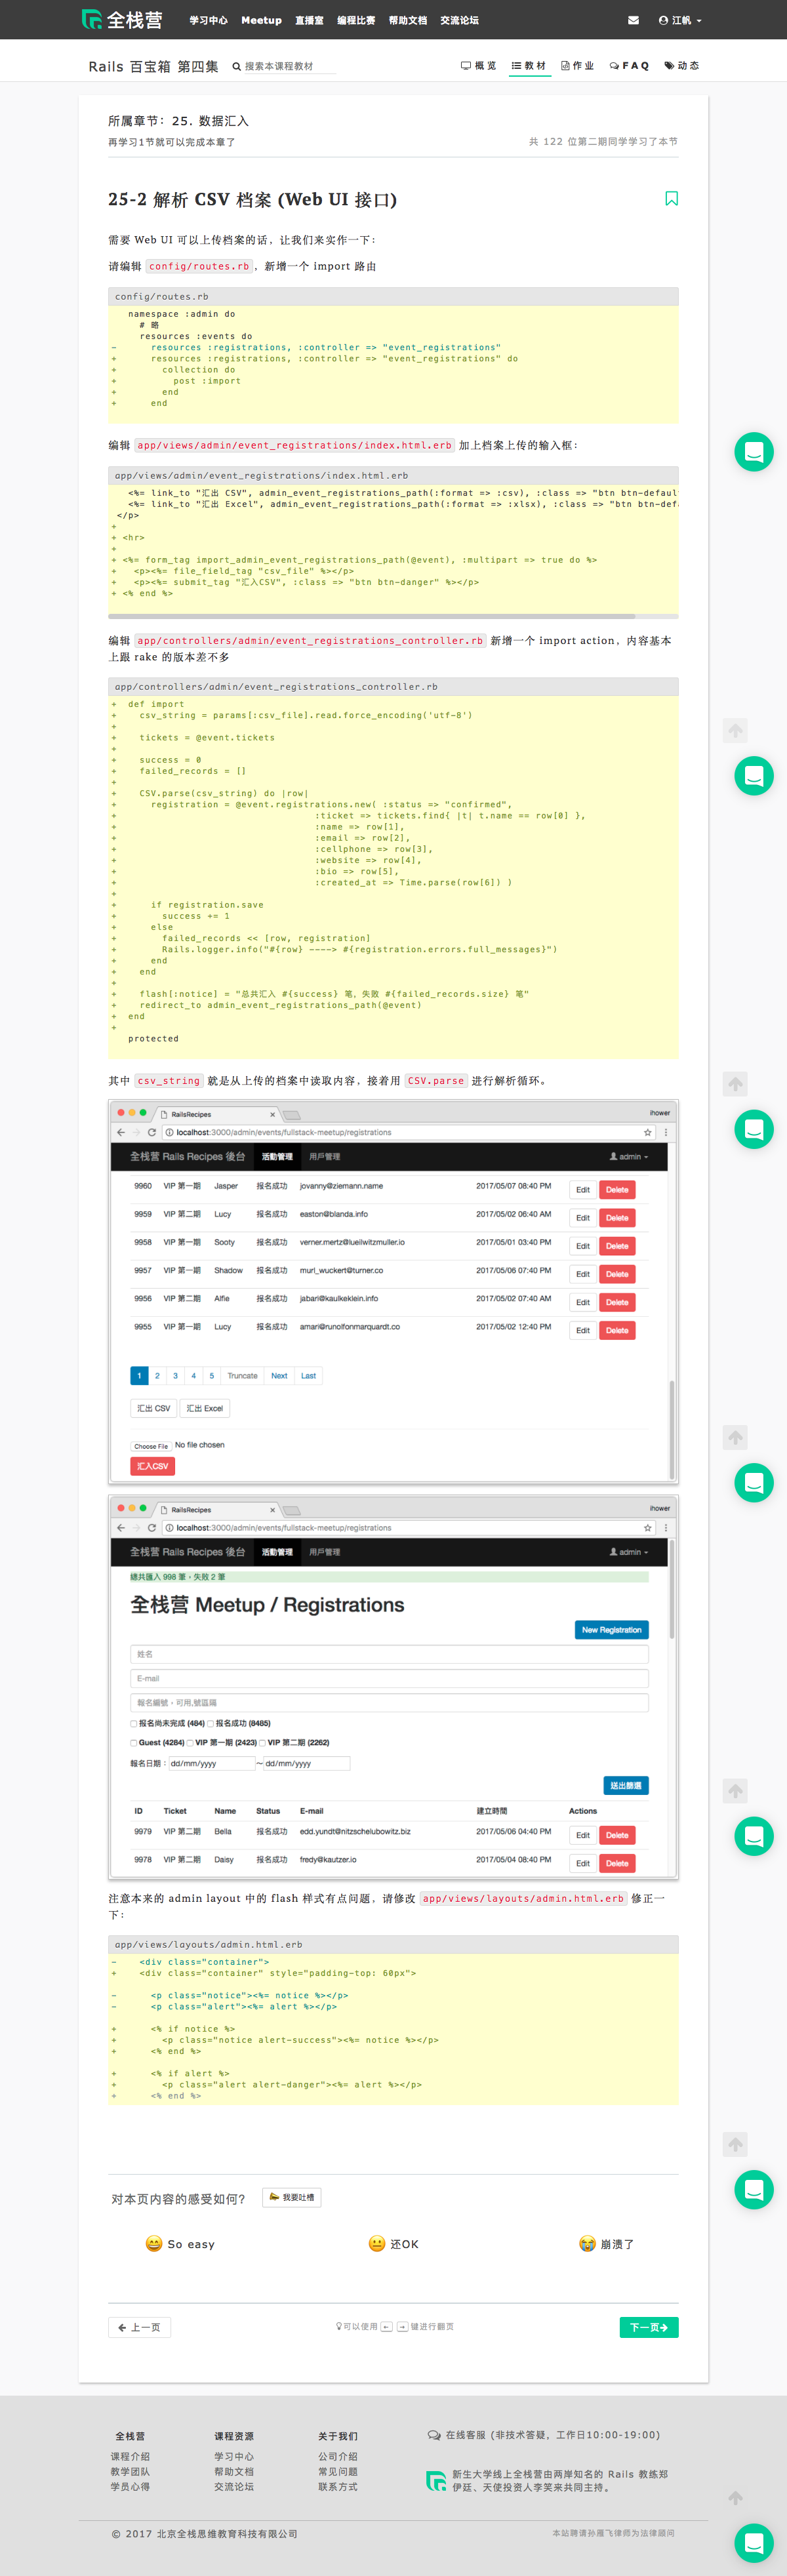 全栈营 学习中心 Meetup 直播室 编程比赛 帮助文档 交流论坛 江帆
Rails 百宝箱 第四集 搜索本课程教材 概览 教材 作业 FAQ 动态
所属章节：25. 数据汇入
再学习1节就可以完成本章了 共 122 位第二期同学学习了本节
25-2 解析 CSV 档案 (Web UI 接口)
需要 Web UI 可以上传档案的话，让我们来实作一下：
请编辑 config/routes.rb，新增一个 import 路由
config/routes.rb
namespace :admin do
# 略
resources :events do
- resources :registrations, :controller => "event_registrations"
+ resources :registrations, :controller => "event_registrations" do
+ collection do
+ post :import
+ end
+ end
编辑 app/views/admin/event_registrations/index.html.erb 加上档案上传的输入框：
app/views/admin/event_registrations/index.html.erb
<%= link_to "汇出 CSV", admin_event_registrations_path(:format => :csv), :class => "btn btn-defaul
<%= link_to "汇出 Excel", admin_event_registrations_path(:format => :xlsx), :class => "btn btn-def
</p>
+
+ <hr>
+
+ <%= form_tag import_admin_event_registrations_path(@event), :multipart => true do %>
+ <p><%= file_field_tag "csv_file" %></p>
+ <p><%= submit_tag "汇入CSV", :class => "btn btn-danger" %></p>
+ <% end %>
编辑 app/controllers/admin/event_registrations_controller.rb 新增一个 import action，内容基本
上跟 rake 的版本差不多
app/controllers/admin/event_registrations_controller.rb
+ def import
+ csv_string = params[:csv_file].read.force_encoding('utf-8')
+
+ tickets = @event.tickets
+
+ success = 0
+ failed_records = []
+
+ CSV.parse(csv_string) do |row|
+ registration = @event.registrations.new( :status => "confirmed",
+ :ticket => tickets.find{ |t| t.name == row[0] },
+ :name => row[1],
+ :email => row[2],
+ :cellphone => row[3],
+ :website => row[4],
+ :bio => row[5],
+ :created_at => Time.parse(row[6]) )
+
+ if registration.save
+ success += 1
+ else
+ failed_records << [row, registration]
+ Rails.logger.info("#{row} ----> #{registration.errors.full_messages}")
+ end
+ end
+
+ flash[:notice] = "总共汇入 #{success} 笔，失败 #{failed_records.size} 笔"
+ redirect_to admin_event_registrations_path(@event)
+ end
+
protected
其中 csv_string 就是从上传的档案中读取内容，接着用 CSV.parse 进行解析循环。
RailsRecipes ihower
localhost:3000/admin/events/fullstack-meetup/registrations
全栈营 Rails Recipes 後台 活動管理 用戶管理 admin
9960 VIP 第一期 Jasper 报名成功 jovanny@ziemann.name 2017/05/07 08:40 PM Edit Delete
9959 VIP 第二期 Lucy 报名成功 easton@blanda.info 2017/05/02 06:40 AM Edit Delete
9958 VIP 第一期 Sooty 报名成功 verner.mertz@lueilwitzmuller.io 2017/05/01 03:40 PM Edit Delete
9957 VIP 第一期 Shadow 报名成功 murl_wuckert@turner.co 2017/05/06 07:40 PM Edit Delete
9956 VIP 第二期 Alfie 报名成功 jabari@kaulkeklein.info 2017/05/02 07:40 AM Edit Delete
9955 VIP 第一期 Lucy 报名成功 amari@runolfonmarquardt.co 2017/05/02 12:40 PM Edit Delete
1 2 3 4 5 Truncate Next Last
汇出 CSV 汇出 Excel
Choose File No file chosen
汇入CSV
RailsRecipes ihower
localhost:3000/admin/events/fullstack-meetup/registrations
全栈营 Rails Recipes 後台 活動管理 用戶管理 admin
總共匯入 998 筆，失敗 2 筆
全栈营 Meetup / Registrations
New Registration
姓名
E-mail
報名編號，可用,號區隔
报名尚未完成 (484) 报名成功 (8485)
Guest (4284) VIP 第一期 (2423) VIP 第二期 (2262)
報名日期：dd/mm/yyyy ～ dd/mm/yyyy
送出篩選
ID Ticket Name Status E-mail 建立時間 Actions
9979 VIP 第二期 Bella 报名成功 edd.yundt@nitzschelubowitz.biz 2017/05/06 04:40 PM Edit Delete
9978 VIP 第二期 Daisy 报名成功 fredy@kautzer.io 2017/05/04 08:40 PM Edit Delete
注意本来的 admin layout 中的 flash 样式有点问题，请修改 app/views/layouts/admin.html.erb 修正一
下：
app/views/layouts/admin.html.erb
- <div class="container">
+ <div class="container" style="padding-top: 60px">
- <p class="notice"><%= notice %></p>
- <p class="alert"><%= alert %></p>
+ <% if notice %>
+ <p class="notice alert-success"><%= notice %></p>
+ <% end %>
+ <% if alert %>
+ <p class="alert alert-danger"><%= alert %></p>
+ <% end %>
对本页内容的感受如何? 我要吐槽
So easy 还OK 崩溃了
上一页 可以使用 ← → 键进行翻页 下一页
全栈营 课程资源 关于我们 在线客服 (非技术答疑，工作日10:00-19:00)
课程介绍 学习中心 公司介绍
教学团队 帮助文档 常见问题
学员心得 交流论坛 联系方式
新生大学线上全栈营由两岸知名的 Rails 教练郑
伊廷、天使投资人李笑来共同主持。
© 2017 北京全栈思维教育科技有限公司 本站聘请孙雁飞律师为法律顾问